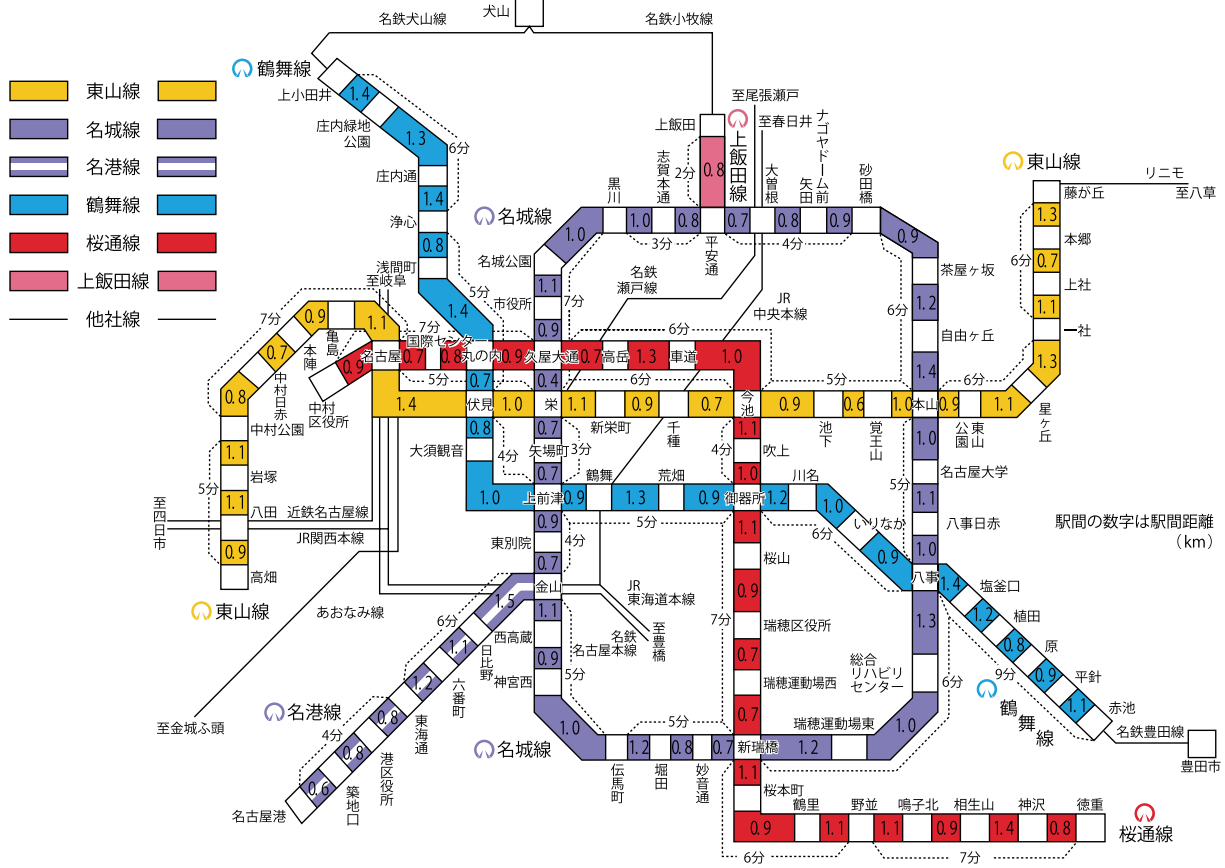 犬山
名鉄犬山線
名鉄小牧線
鶴舞線
上小田井
1.4
庄内緑地
公園
1.3
6分
庄内通
1.4
浄心
0.8
浅間町
5分
1.4
東山線
名城線
名港線
鶴舞線
桜通線
上飯田線
他社線
至岐阜
至尾張瀬戸
至春日井
上飯田
上飯田線
2分
0.8
名城線
名城公園
1.0
黒川
1.0
志賀本通
0.8
平安通
0.7
大曽根
0.8
矢田
ナゴヤドーム前
0.9
砂田橋
0.9
3分
4分
茶屋ヶ坂
1.2
自由ヶ丘
1.4
6分
1.1
市役所
0.9
7分
名鉄
瀬戸線
JR
中央本線
東山線
リニモ
至八草
藤が丘
1.3
本郷
0.7
上社
1.1
一社
1.3
6分
星ヶ丘
1.1
東山
公園
0.9
本山
6分
7分
0.9
亀島
1.1
0.7
本陣
中村日赤
0.8
中村公園
1.1
岩塚
1.1
八田
0.9
高畑
5分
東山線
中村
区役所
0.9
名古屋
0.7
国際センター
0.8
丸の内
0.9
久屋大通
0.7
高岳
1.3
車道
1.0
今池
7分
5分
6分
6分
5分
1.4
伏見
1.0
栄
1.1
新栄町
0.9
千種
0.7
0.9
池下
0.6
覚王山
1.0
0.7
0.4
0.8
大須観音
1.0
4分
0.7
矢場町
0.7
3分
上前津
0.9
鶴舞
1.3
荒畑
0.9
御器所
1.2
川名
1.0
いりなか
0.9
八事
5分
6分
1.1
吹上
1.0
4分
1.0
名古屋大学
1.1
八事日赤
1.0
5分
駅間の数字は駅間距離
（km）
至四日市
近鉄名古屋線
JR関西本線
あおなみ線
至金城ふ頭
0.9
東別院
0.7
4分
金山
JR
東海道本線
名鉄
名古屋本線
至豊橋
1.1
西高蔵
0.9
神宮西
5分
1.0
伝馬町
1.2
堀田
0.8
妙音通
0.7
新瑞橋
5分
名城線
6分
1.5
日比野
1.1
六番町
1.2
東海通
0.8
港区役所
0.8
築地口
0.6
名古屋港
4分
名港線
1.1
桜山
0.9
瑞穂区役所
0.7
瑞穂運動場西
0.7
7分
1.2
瑞穂運動場東
1.0
総合
リハビリ
センター
1.3
6分
1.4
塩釜口
1.2
植田
0.8
原
0.9
平針
1.1
赤池
9分
鶴舞線
名鉄豊田線
豊田市
1.1
桜本町
0.9
鶴里
1.1
野並
1.1
鳴子北
0.9
相生山
1.4
神沢
0.8
徳重
6分
7分
桜通線